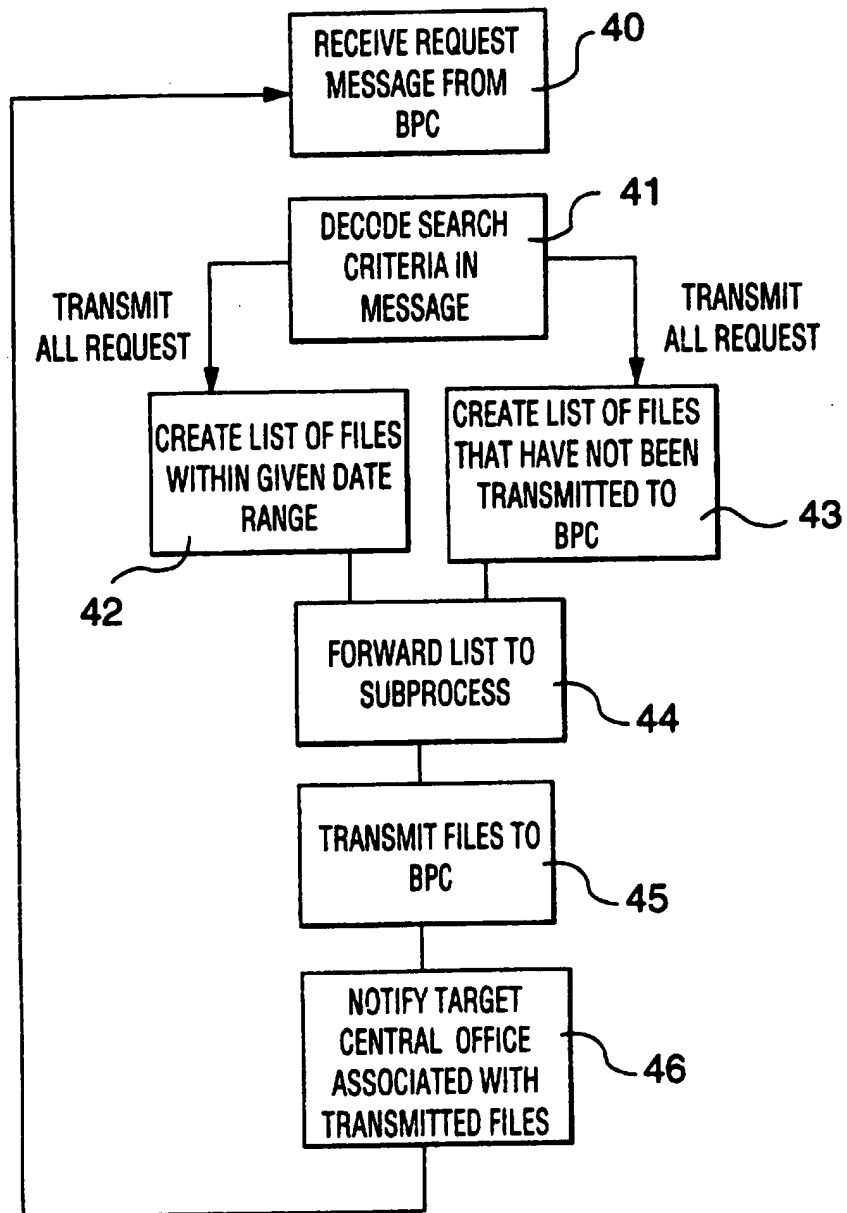 RECEIVE REQUEST
MESSAGE FROM
BPC
40
DECODE SEARCH
CRITERIA IN
MESSAGE
41
TRANSMIT
ALL REQUEST
TRANSMIT
ALL REQUEST
CREATE LIST OF FILES
WITHIN GIVEN DATE
RANGE
42
CREATE LIST OF FILES
THAT HAVE NOT BEEN
TRANSMITTED TO
BPC
43
FORWARD LIST TO
SUBPROCESS
44
TRANSMIT FILES TO
BPC
45
NOTIFY TARGET
CENTRAL OFFICE
ASSOCIATED WITH
TRANSMITTED FILES
46